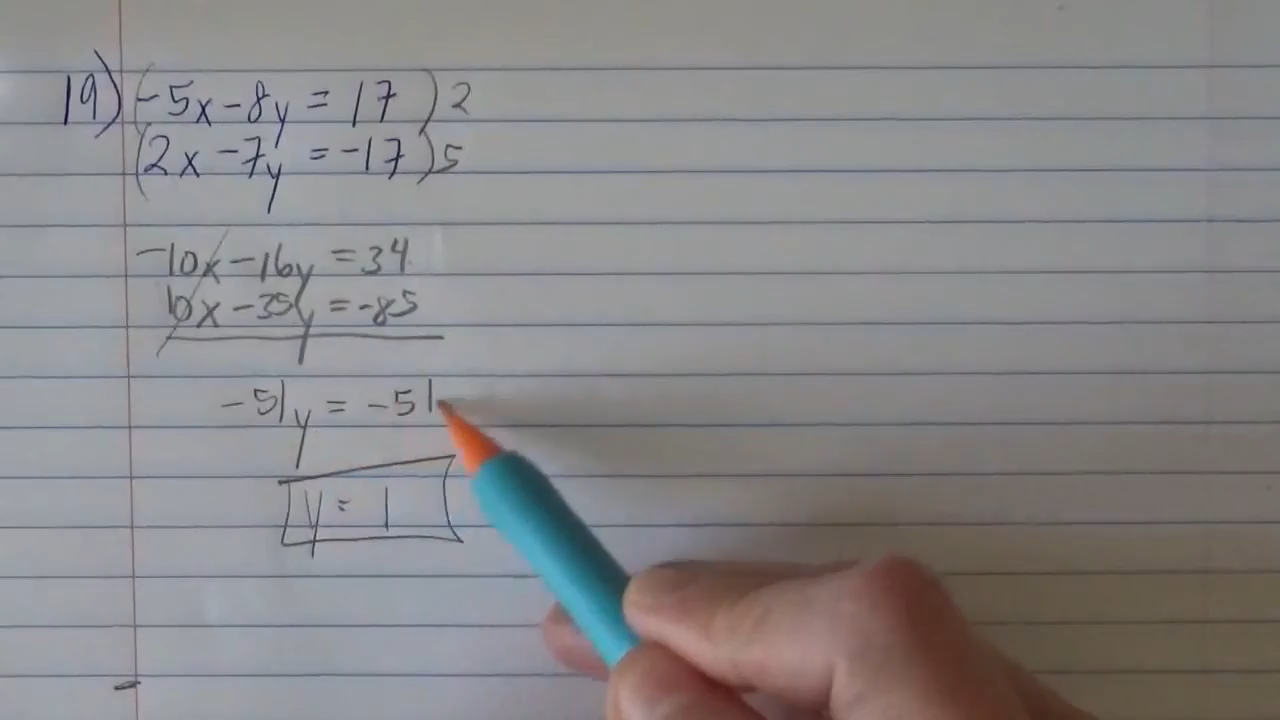 19) (-5x-8y = 17)2
(2x-7y = -17)5
-10x-16y = 34
10x-35y = -85
-51y = -51
y = 1